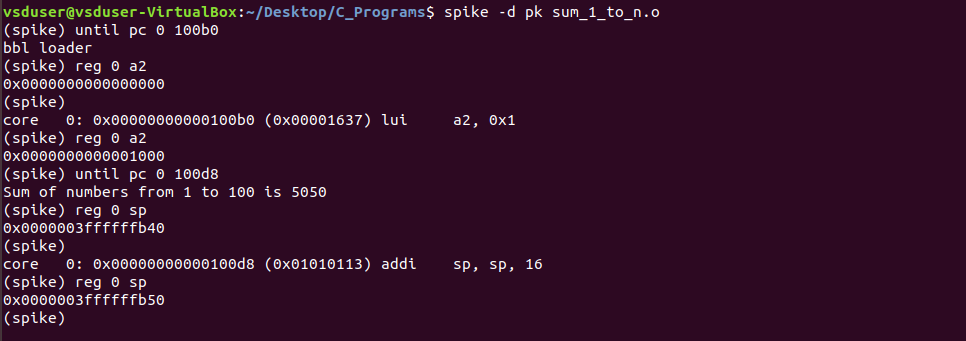 vsduser@vsduser-VirtualBox:~/Desktop/C_Programs$ spike -d pk sum_1_to_n.o
(spike) until pc 0 100b0
bbl loader
(spike) reg 0 a2
0x0000000000000000
(spike)
core   0: 0x00000000000100b0 (0x00001637) lui     a2, 0x1
(spike) reg 0 a2
0x0000000000001000
(spike) until pc 0 100d8
Sum of numbers from 1 to 100 is 5050
(spike) reg 0 sp
0x0000003ffffffb40
(spike)
core   0: 0x00000000000100d8 (0x01010113) addi    sp, sp, 16
(spike) reg 0 sp
0x0000003ffffffb50
(spike)